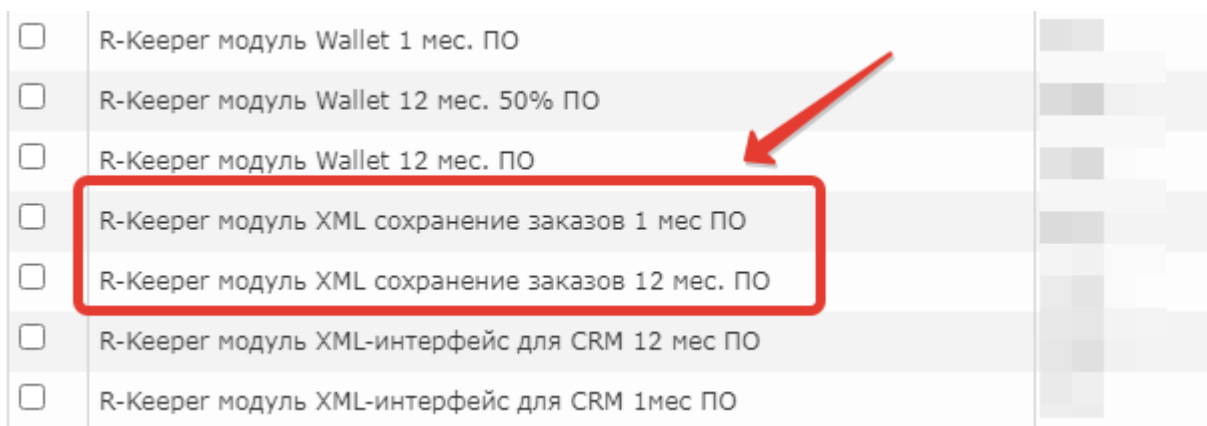 R-Keeper модуль Wallet 1 мес. ПО
R-Keeper модуль Wallet 12 мес. 50% ПО
R-Keeper модуль Wallet 12 мес. ПО
R-Keeper модуль XML сохранение заказов 1 мес ПО
R-Keeper модуль XML сохранение заказов 12 мес. ПО
R-Keeper модуль XML-интерфейс для CRM 12 мес ПО
R-Keeper модуль XML-интерфейс для CRM 1мес ПО